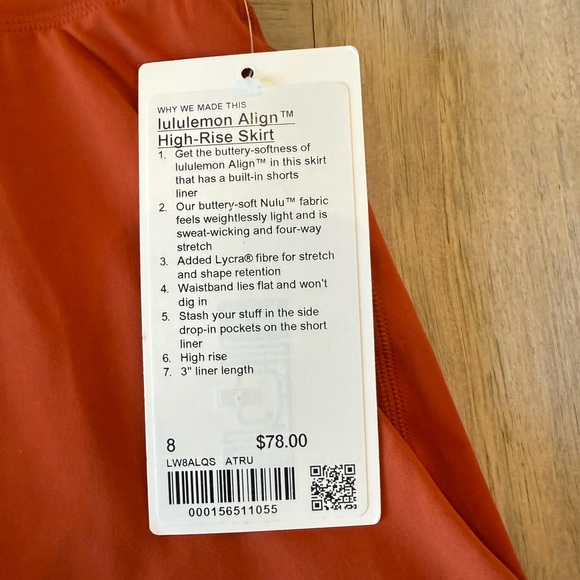 WHY WE MADE THIS
lululemon Align™
High-Rise Skirt
1. Get the buttery-softness of
lululemon Align™ in this skirt
that has a built-in shorts
liner
2. Our buttery-soft Nulu™ fabric
feels weightlessly light and is
sweat-wicking and four-way
stretch
3. Added Lycra® fibre for stretch
and shape retention
4. Waistband lies flat and won't
dig in
5. Stash your stuff in the side
drop-in pockets on the short
liner
6. High rise
7. 3" liner length
8 $78.00
LW8ALQS ATRU
000156511055